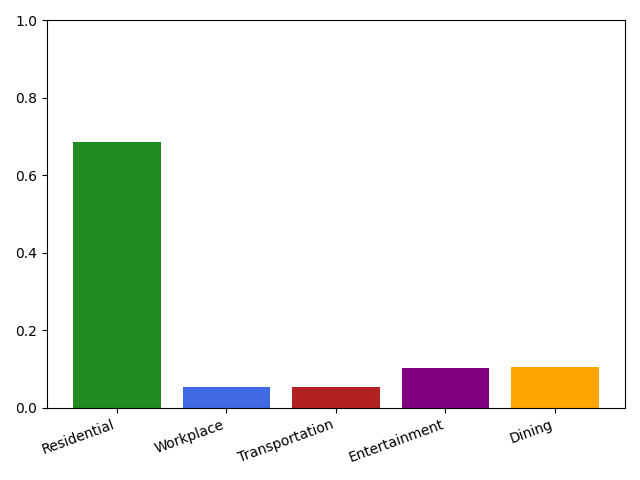 1.0
0.8
0.6
0.4
0.2
0.0
Residential
Workplace
Transportation
Entertainment
Dining